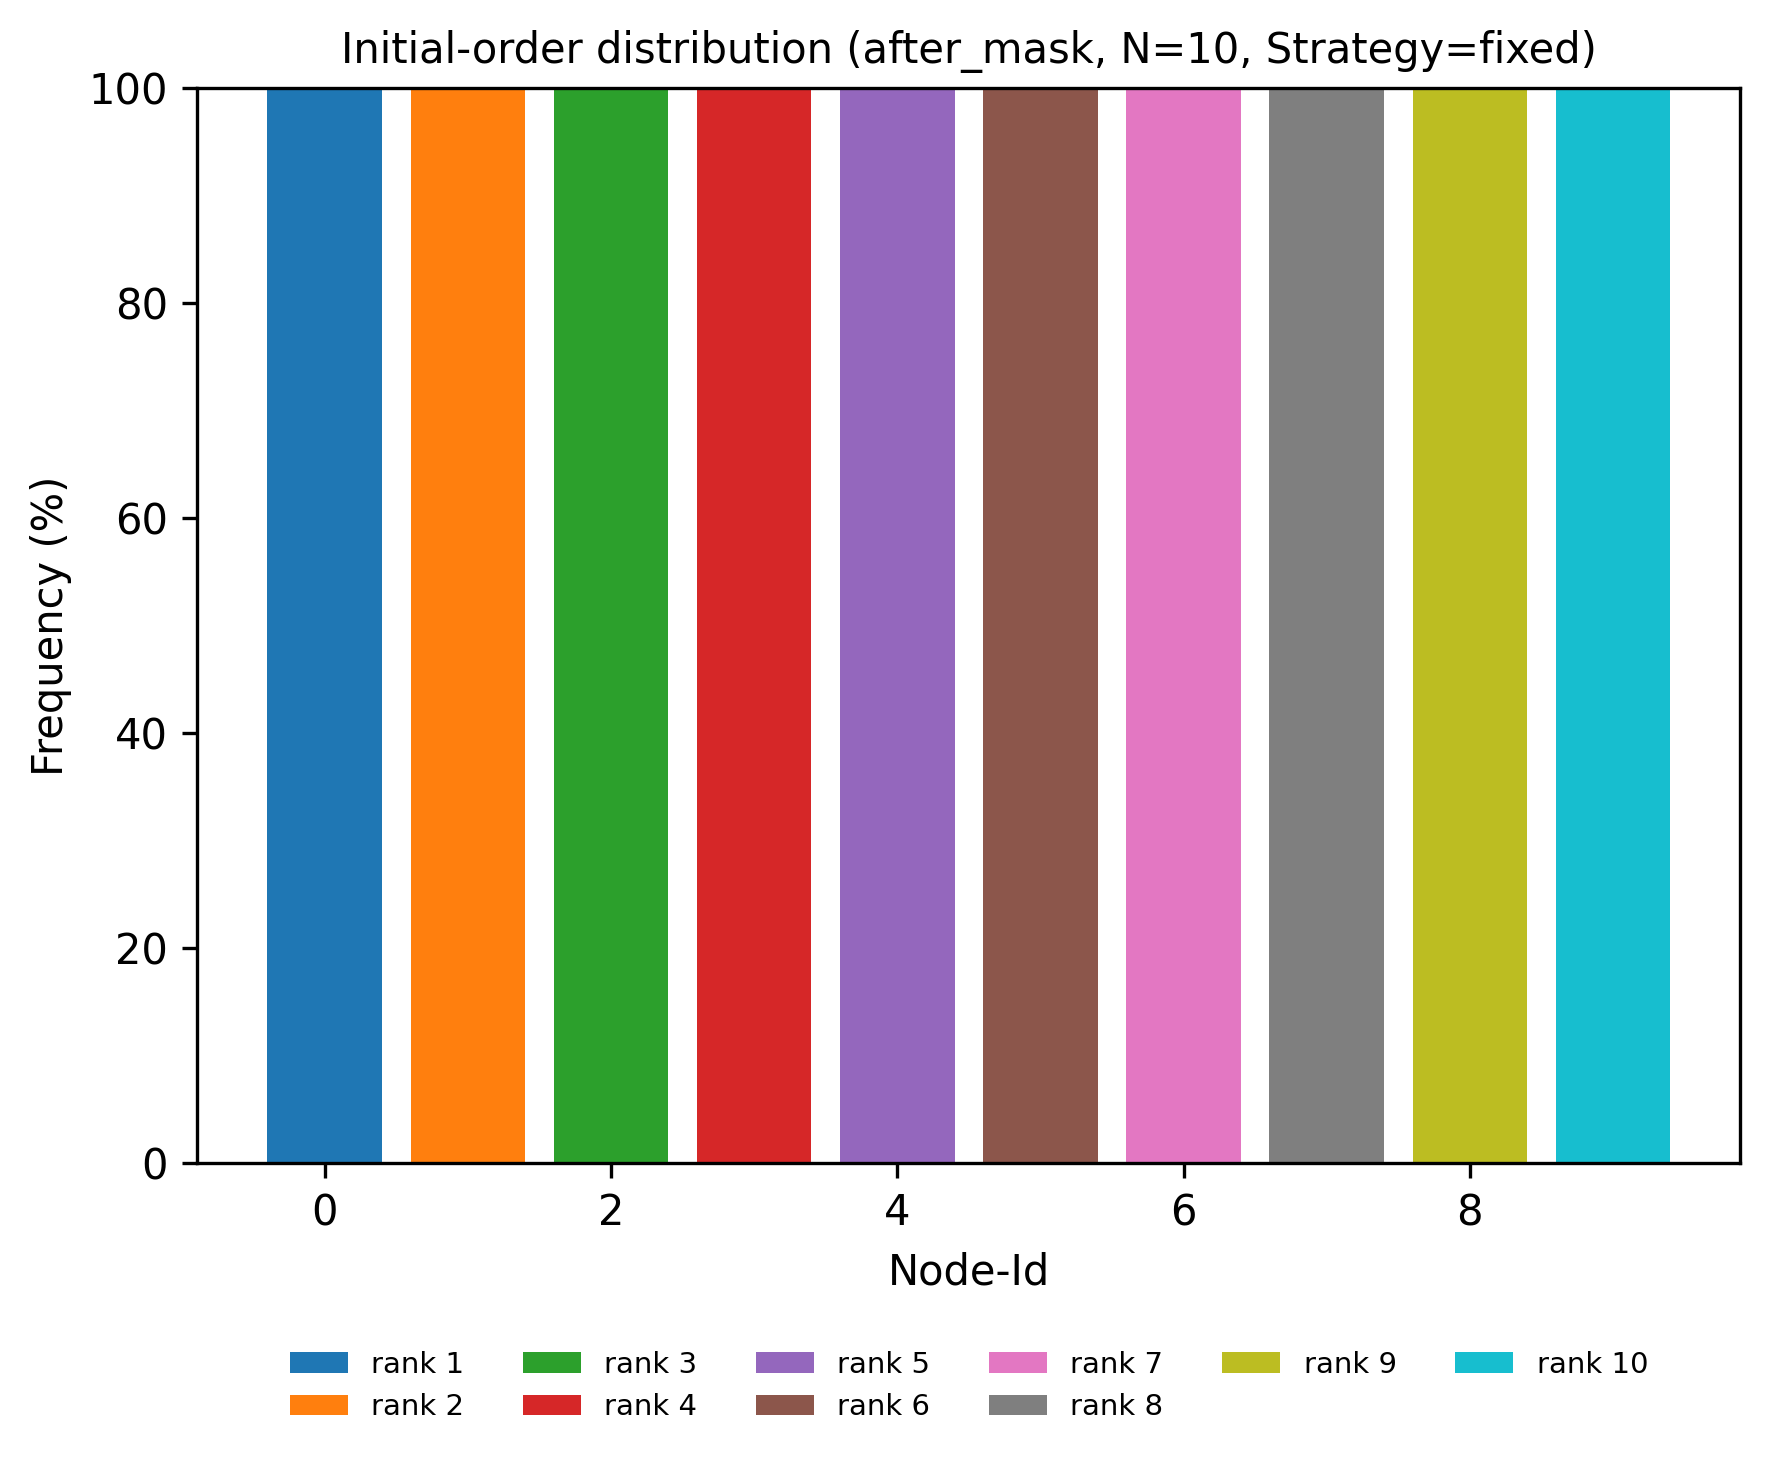 Initial-order distribution (after_mask, N=10, Strategy=fixed)
100
80
60
40
20
0
Frequency (%)
0 2 4 6 8
Node-Id
rank 1 rank 3 rank 5 rank 7 rank 9 rank 10
rank 2 rank 4 rank 6 rank 8